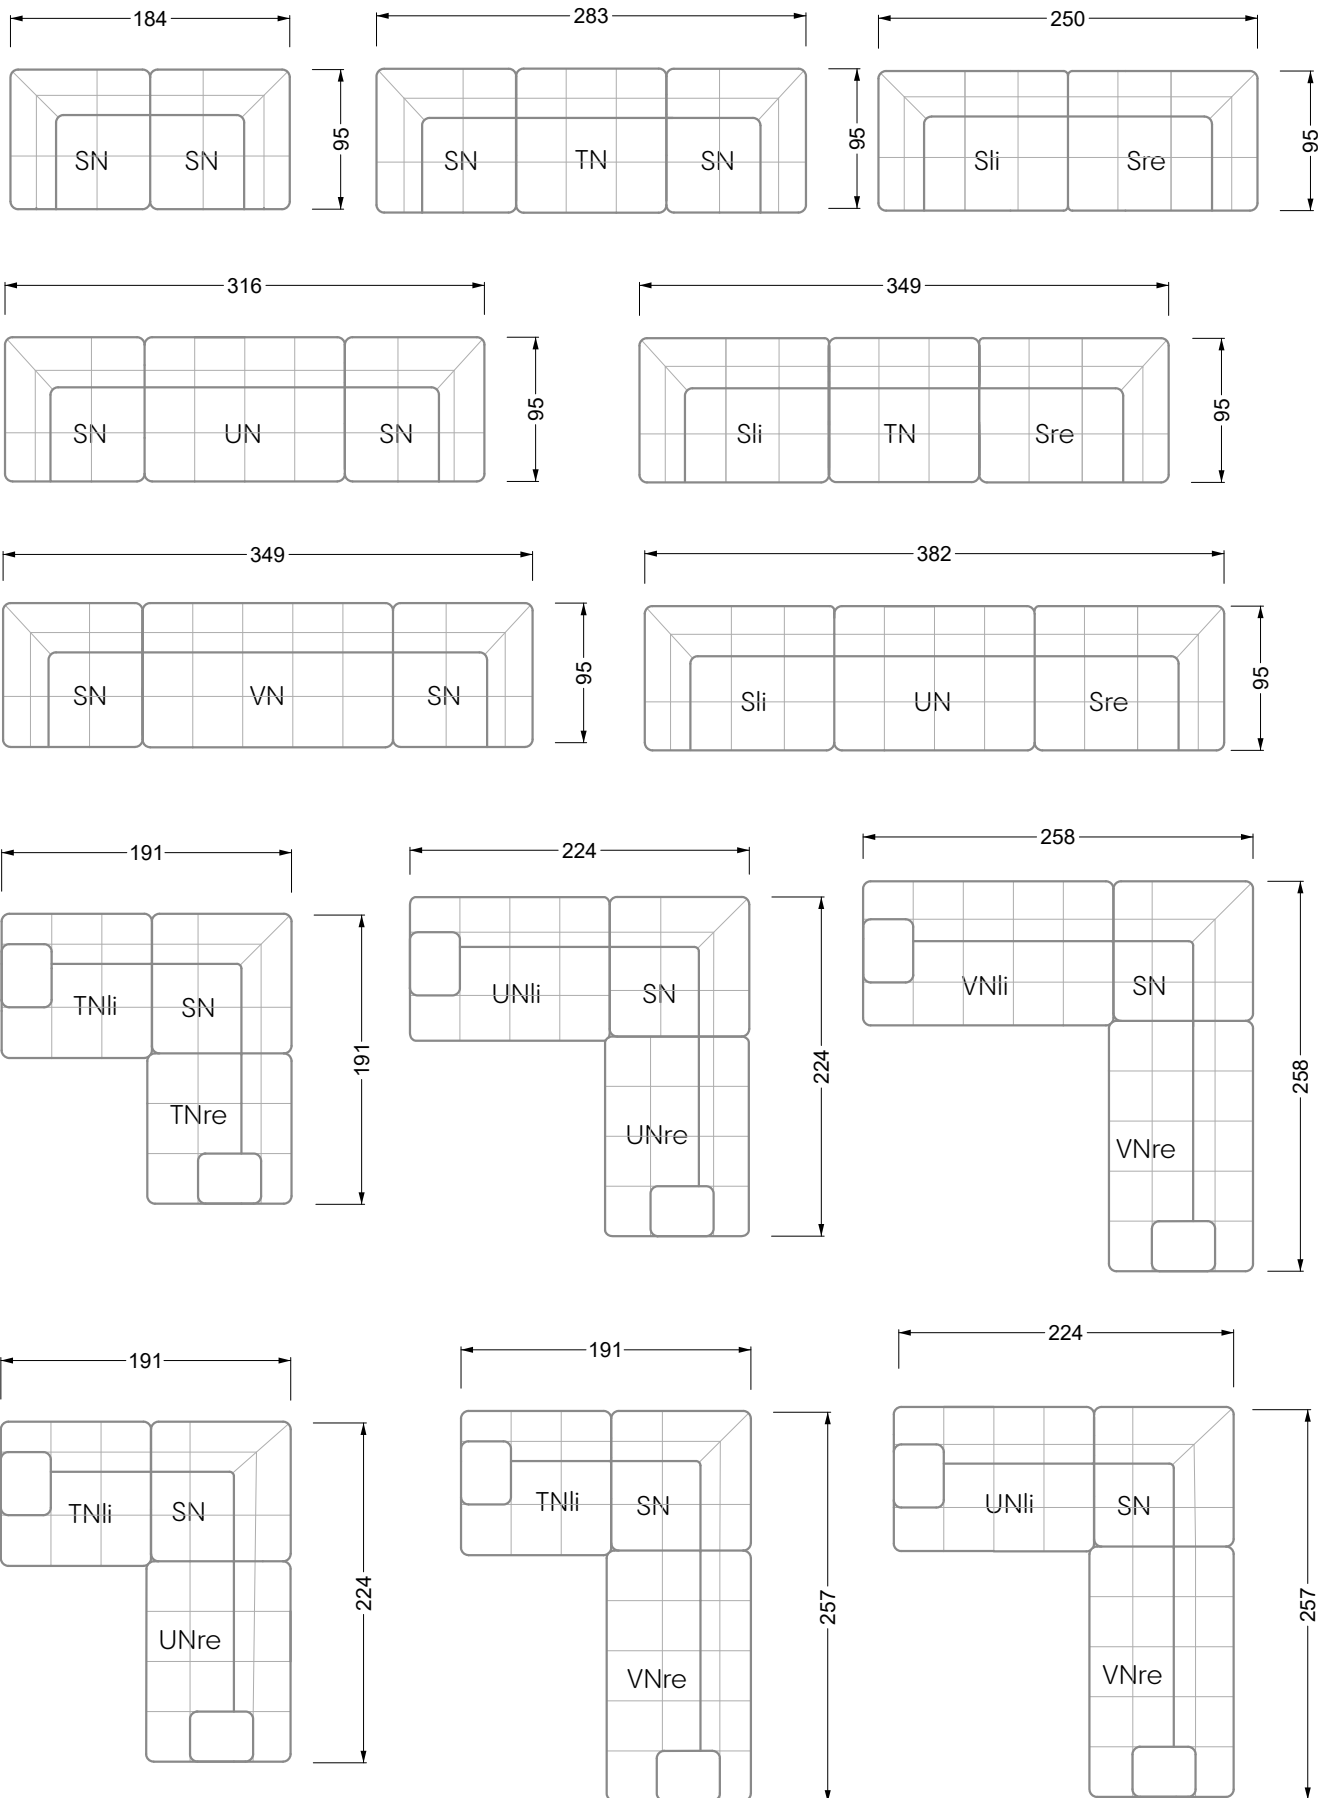 184
283
250
SN SN
95
SN TN SN
95
Sli Sre
95
316
349
SN UN SN
95
Sli TN Sre
95
349
382
SN VN SN
95
Sli UN Sre
95
191
224
258
TNli SN
TNre
191
UNli SN
UNre
224
VNli SN
VNre
258
191
191
224
TNli SN
UNre
224
TNli SN
VNre
257
UNli SN
VNre
257